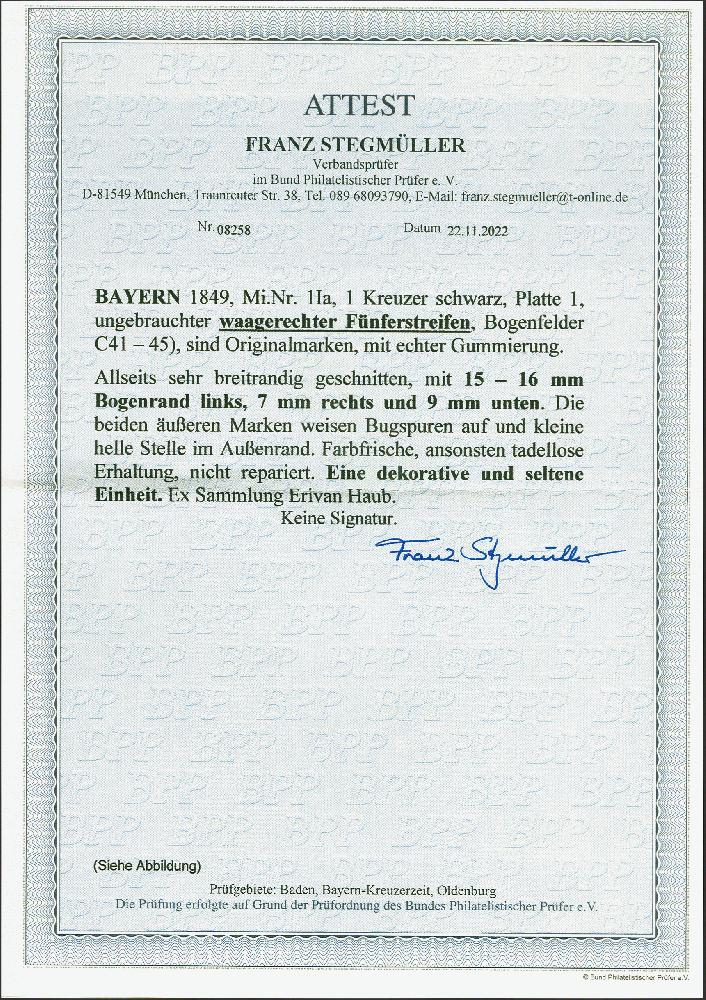 ATTEST
FRANZ STEGMÜLLER
Verbandsprüfer
im Bund Philatelistischer Prüfer e. V.
D-81549 München, Traunreuter Str. 38, Tel. 089 68093790, E-Mail: franz.stegmueller@t-online.de
Nr. 08258 Datum 22.11.2022
BAYERN 1849, Mi.Nr. 1Ia, 1 Kreuzer schwarz, Platte 1,
ungebrauchter waagerechter Fünferstreifen, Bogenfelder
C41 – 45), sind Originalmarken, mit echter Gummierung.
Allseits sehr breitrandig geschnitten, mit 15 – 16 mm
Bogenrand links, 7 mm rechts und 9 mm unten. Die
beiden äußeren Marken weisen Bugspuren auf und kleine
helle Stelle im Außenrand. Farbfrische, ansonsten tadellose
Erhaltung, nicht repariert. Eine dekorative und seltene
Einheit. Ex Sammlung Erivan Haub.
Keine Signatur.
Franz Stegmüller
(Siehe Abbildung)
Prüfgebiete: Baden, Bayern-Kreuzerzeit, Oldenburg
Die Prüfung erfolgte auf Grund der Prüfordnung des Bundes Philatelistischer Prüfer e.V.
© Bund Philatelistischer Prüfer e.V.